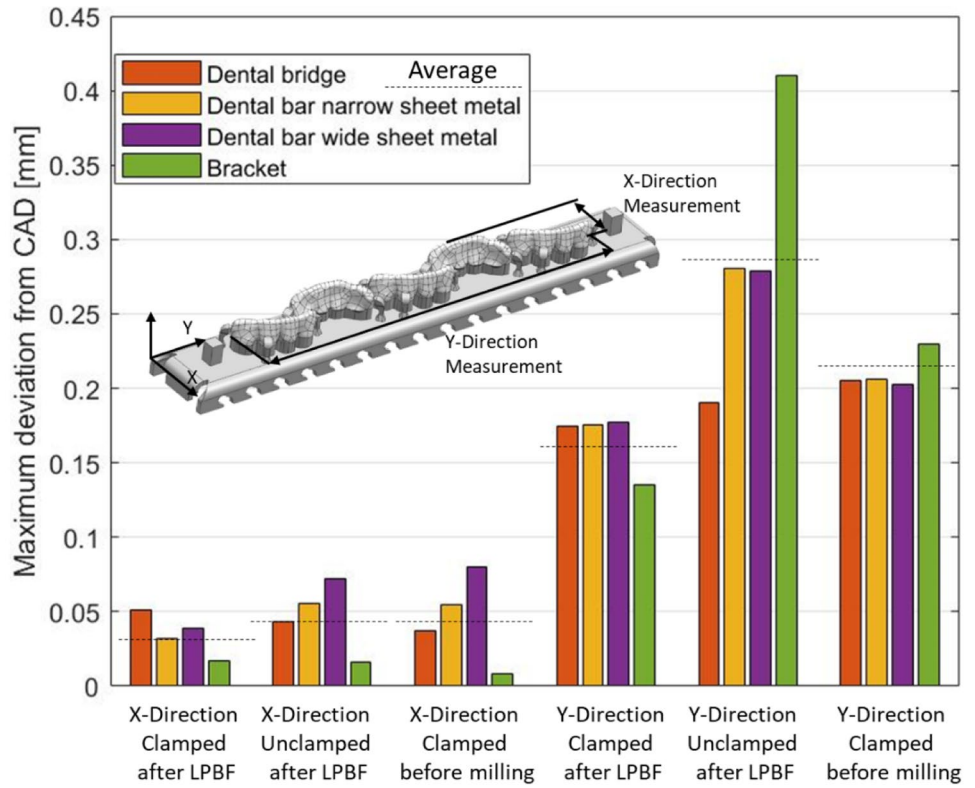 Maximum deviation from CAD [mm]
0.45
0.4
0.35
0.3
0.25
0.2
0.15
0.1
0.05
0
Dental bridge
Average
Dental bar narrow sheet metal
Dental bar wide sheet metal
Bracket
X-Direction
Measurement
Y-Direction
Measurement
Y
X
X-Direction
Clamped
after LPBF
X-Direction
Unclamped
after LPBF
X-Direction
Clamped
before milling
Y-Direction
Clamped
after LPBF
Y-Direction
Unclamped
after LPBF
Y-Direction
Clamped
before milling